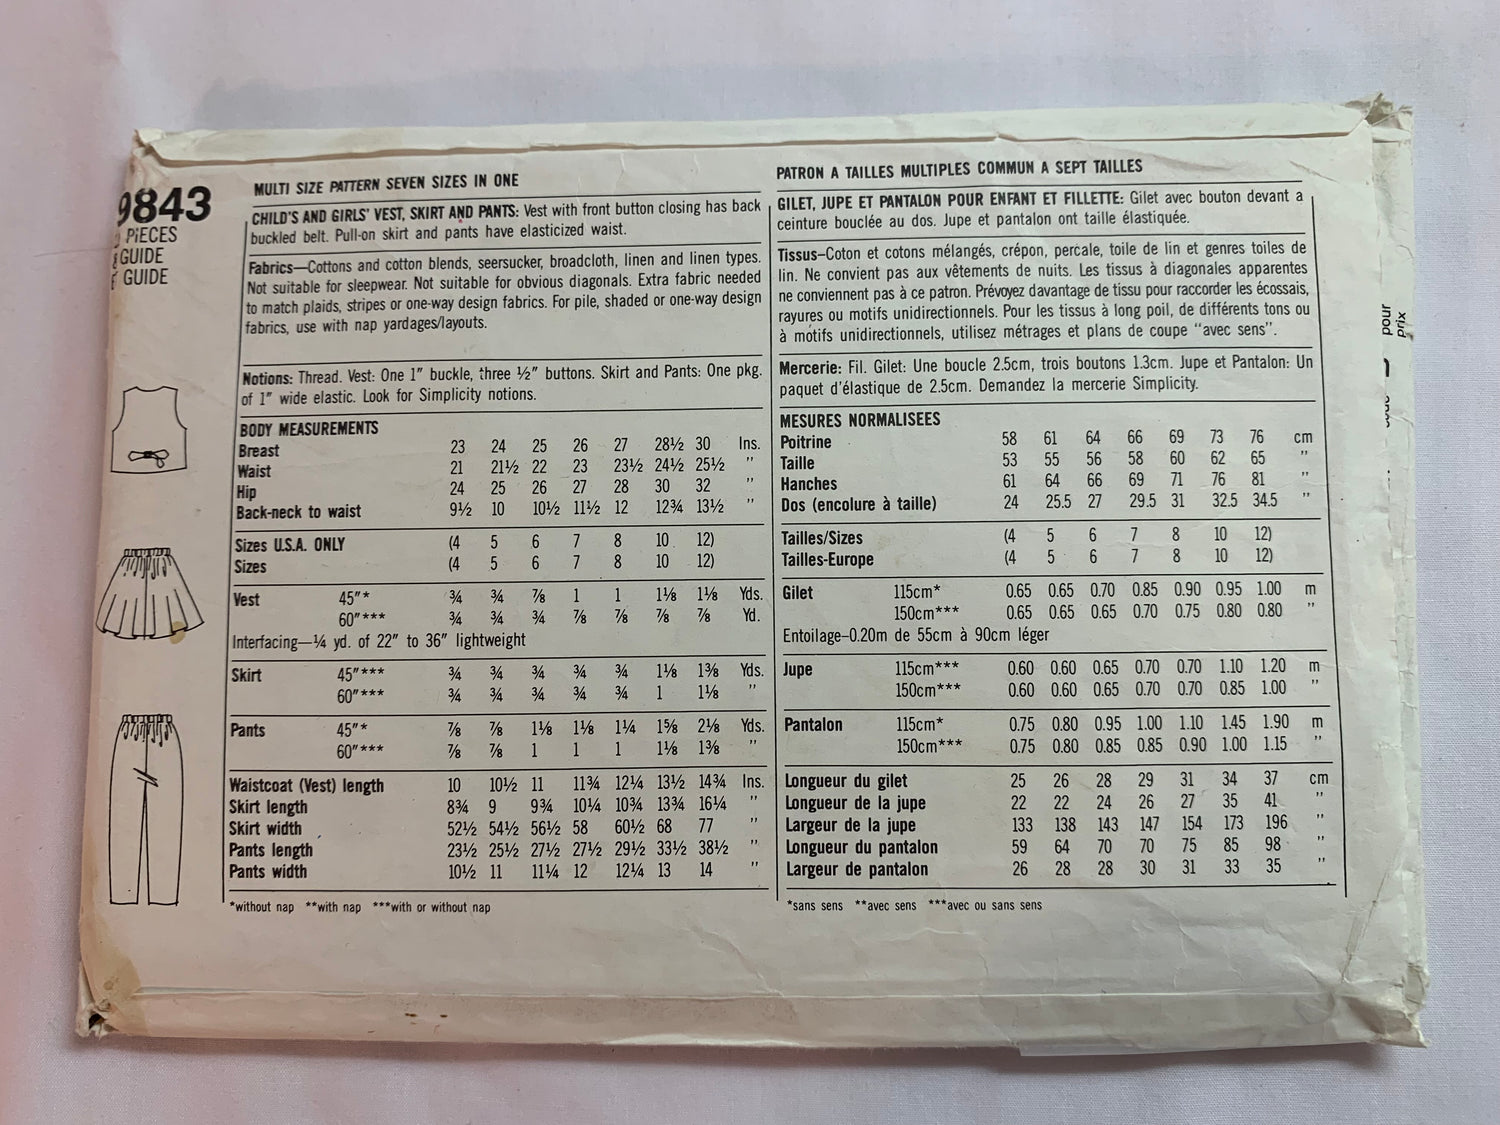 9843
PIECES
GUIDE
GUIDE
MULTI SIZE PATTERN SEVEN SIZES IN ONE
CHILD'S AND GIRLS' VEST, SKIRT AND PANTS: Vest with front button closing has back
buckled belt. Pull-on skirt and pants have elasticized waist.
Fabrics—Cottons and cotton blends, seersucker, broadcloth, linen and linen types.
Not suitable for sleepwear. Not suitable for obvious diagonals. Extra fabric needed
to match plaids, stripes or one-way design fabrics. For pile, shaded or one-way design
fabrics, use with nap yardages/layouts.
Notions: Thread. Vest: One 1" buckle, three ½" buttons. Skirt and Pants: One pkg.
of 1" wide elastic. Look for Simplicity notions.
BODY MEASUREMENTS
Breast 23 24 25 26 27 28½ 30 Ins.
Waist 21 21½ 22 23 23½ 24½ 25½ "
Hip 24 25 26 27 28 30 32 "
Back-neck to waist 9½ 10 10½ 11½ 12 12¾ 13½ "
Sizes U.S.A. ONLY (4 5 6 7 8 10 12)
Sizes (4 5 6 7 8 10 12)
Vest 45"* ¾ ¾ ⅞ 1 1 1⅛ 1⅛ Yds.
60"*** ¾ ¾ ¾ ⅞ ⅞ ⅞ ⅞ Yd.
Interfacing—¼ yd. of 22" to 36" lightweight
Skirt 45"*** ¾ ¾ ¾ ¾ ¾ 1⅛ 1⅜ Yds.
60"*** ¾ ¾ ¾ ¾ ¾ 1 1⅛ "
Pants 45"* ⅞ ⅞ 1⅛ 1⅛ 1¼ 1⅝ 2⅛ Yds.
60"*** ⅞ ⅞ 1 1 1 1⅛ 1⅜ "
Waistcoat (Vest) length 10 10½ 11 11¾ 12¼ 13½ 14¾ Ins.
Skirt length 8¾ 9 9¾ 10¼ 10¾ 13¾ 16¼ "
Skirt width 52½ 54½ 56½ 58 60½ 68 77 "
Pants length 23½ 25½ 27½ 27½ 29½ 33½ 38½ "
Pants width 10½ 11 11¼ 12 12¼ 13 14 "
*without nap **with nap ***with or without nap
PATRON A TAILLES MULTIPLES COMMUN A SEPT TAILLES
GILET, JUPE ET PANTALON POUR ENFANT ET FILLETTE: Gilet avec bouton devant a
ceinture bouclée au dos. Jupe et pantalon ont taille élastiquée.
Tissus–Coton et cotons mélangés, crépon, percale, toile de lin et genres toiles de
lin. Ne convient pas aux vêtements de nuits. Les tissus à diagonales apparentes
ne conviennent pas à ce patron. Prévoyez davantage de tissu pour raccorder les écossais,
rayures ou motifs unidirectionnels. Pour les tissus à long poil, de différents tons ou
à motifs unidirectionnels, utilisez métrages et plans de coupe "avec sens".
Mercerie: Fil. Gilet: Une boucle 2.5cm, trois boutons 1.3cm. Jupe et Pantalon: Un
paquet d'élastique de 2.5cm. Demandez la mercerie Simplicity.
MESURES NORMALISEES
Poitrine 58 61 64 66 69 73 76 cm
Taille 53 55 56 58 60 62 65 "
Hanches 61 64 66 69 71 76 81 "
Dos (encolure à taille) 24 25.5 27 29.5 31 32.5 34.5 "
Tailles/Sizes (4 5 6 7 8 10 12)
Tailles-Europe (4 5 6 7 8 10 12)
Gilet 115cm* 0.65 0.65 0.70 0.85 0.90 0.95 1.00 m
150cm*** 0.65 0.65 0.65 0.70 0.75 0.80 0.80 "
Entoilage–0.20m de 55cm à 90cm léger
Jupe 115cm*** 0.60 0.60 0.65 0.70 0.70 1.10 1.20 m
150cm*** 0.60 0.60 0.65 0.70 0.70 0.85 1.00 "
Pantalon 115cm* 0.75 0.80 0.95 1.00 1.10 1.45 1.90 m
150cm*** 0.75 0.80 0.85 0.85 0.90 1.00 1.15 "
Longueur du gilet 25 26 28 29 31 34 37 cm
Longueur de la jupe 22 22 24 26 27 35 41 "
Largeur de la jupe 133 138 143 147 154 173 196 "
Longueur du pantalon 59 64 70 70 75 85 98 "
Largeur de pantalon 26 28 28 30 31 33 35 "
*sans sens **avec sens ***avec ou sans sens
pour
prix